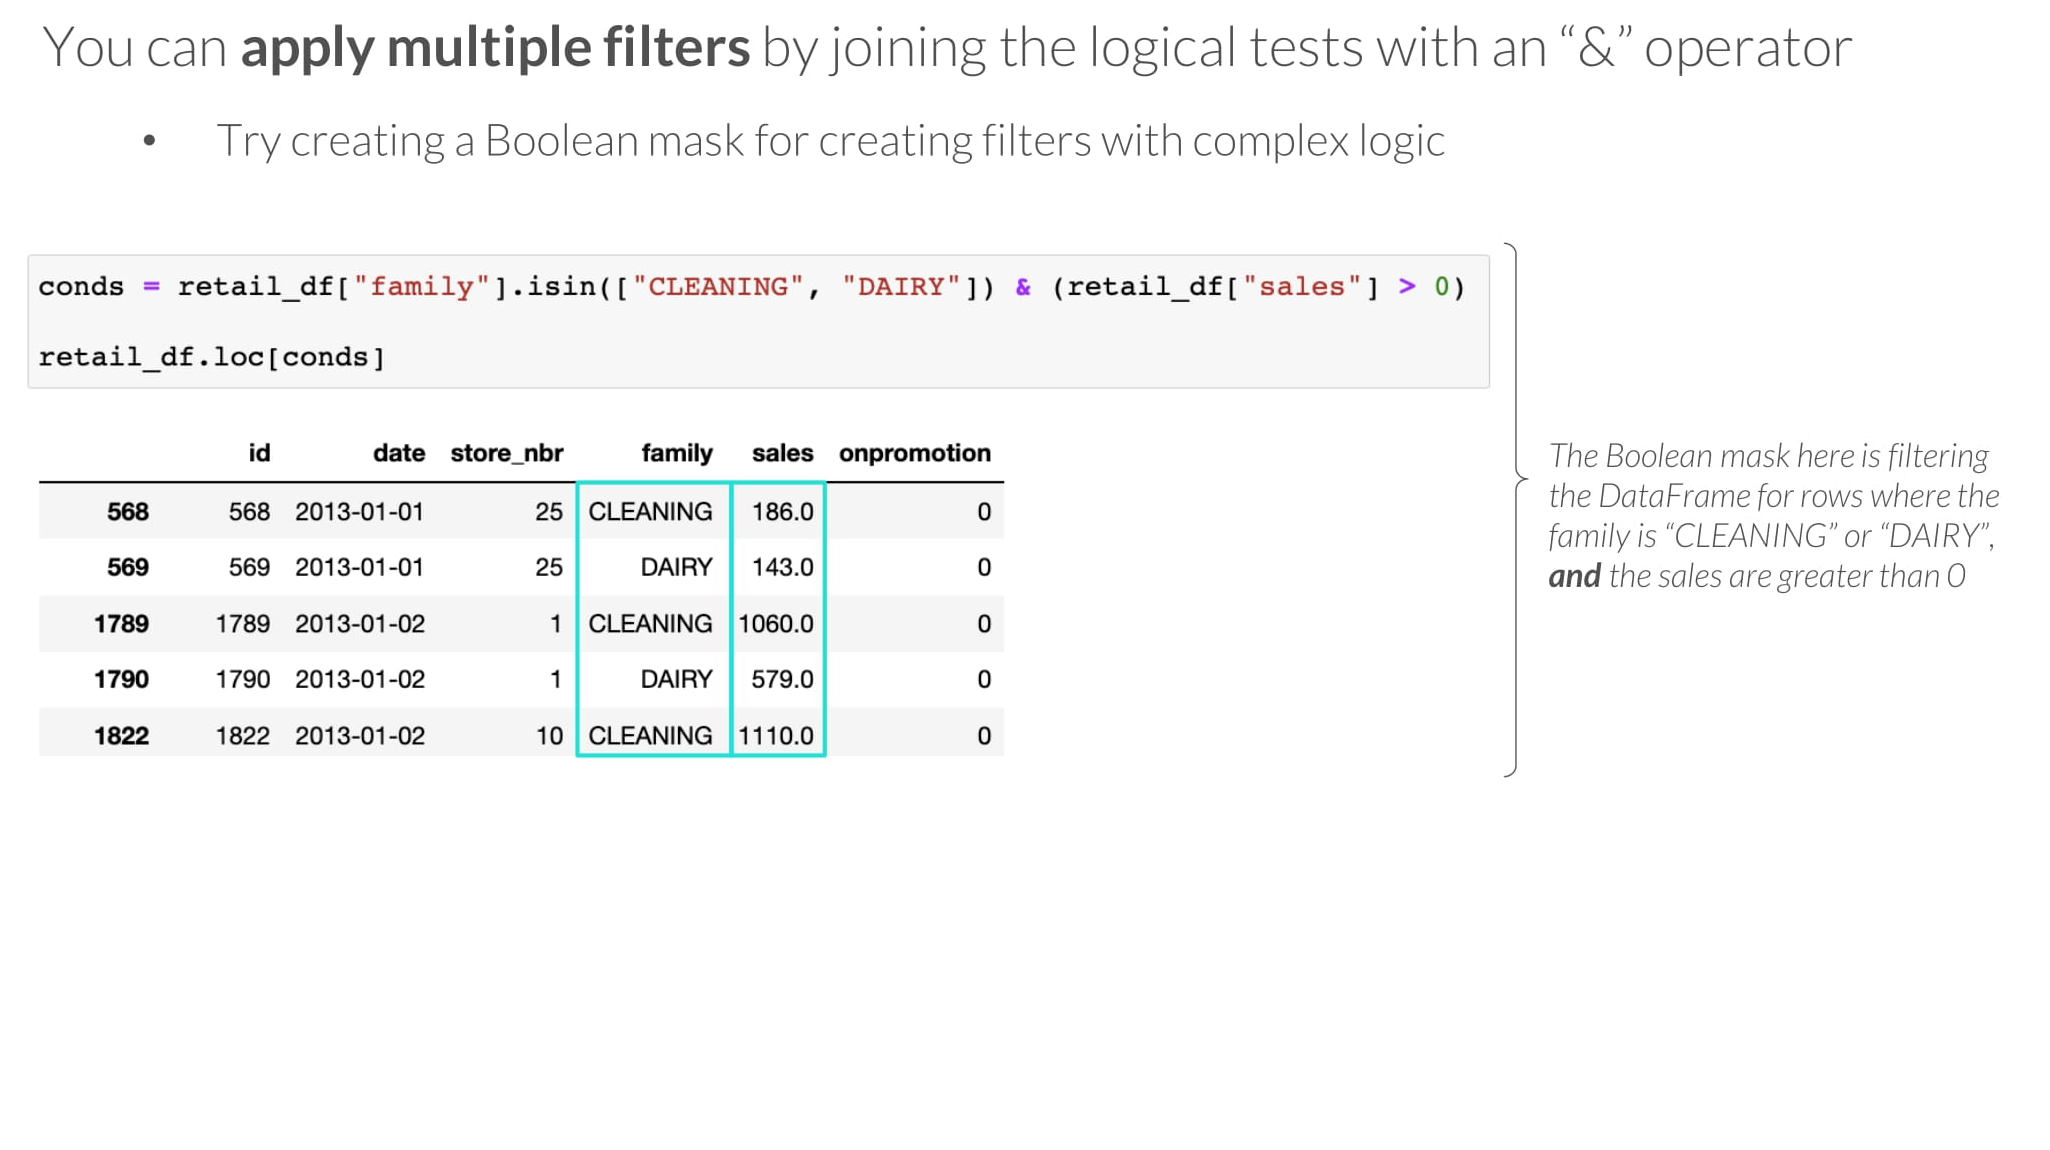 You can apply multiple filters by joining the logical tests with an “&” operator
• Try creating a Boolean mask for creating filters with complex logic
conds = retail_df["family"].isin(["CLEANING", "DAIRY"]) & (retail_df["sales"] > 0)
retail_df.loc[conds]
id date store_nbr family sales onpromotion
568 568 2013-01-01 25 CLEANING 186.0 0
569 569 2013-01-01 25 DAIRY 143.0 0
1789 1789 2013-01-02 1 CLEANING 1060.0 0
1790 1790 2013-01-02 1 DAIRY 579.0 0
1822 1822 2013-01-02 10 CLEANING 1110.0 0
The Boolean mask here is filtering
the DataFrame for rows where the
family is “CLEANING” or “DAIRY”,
and the sales are greater than 0